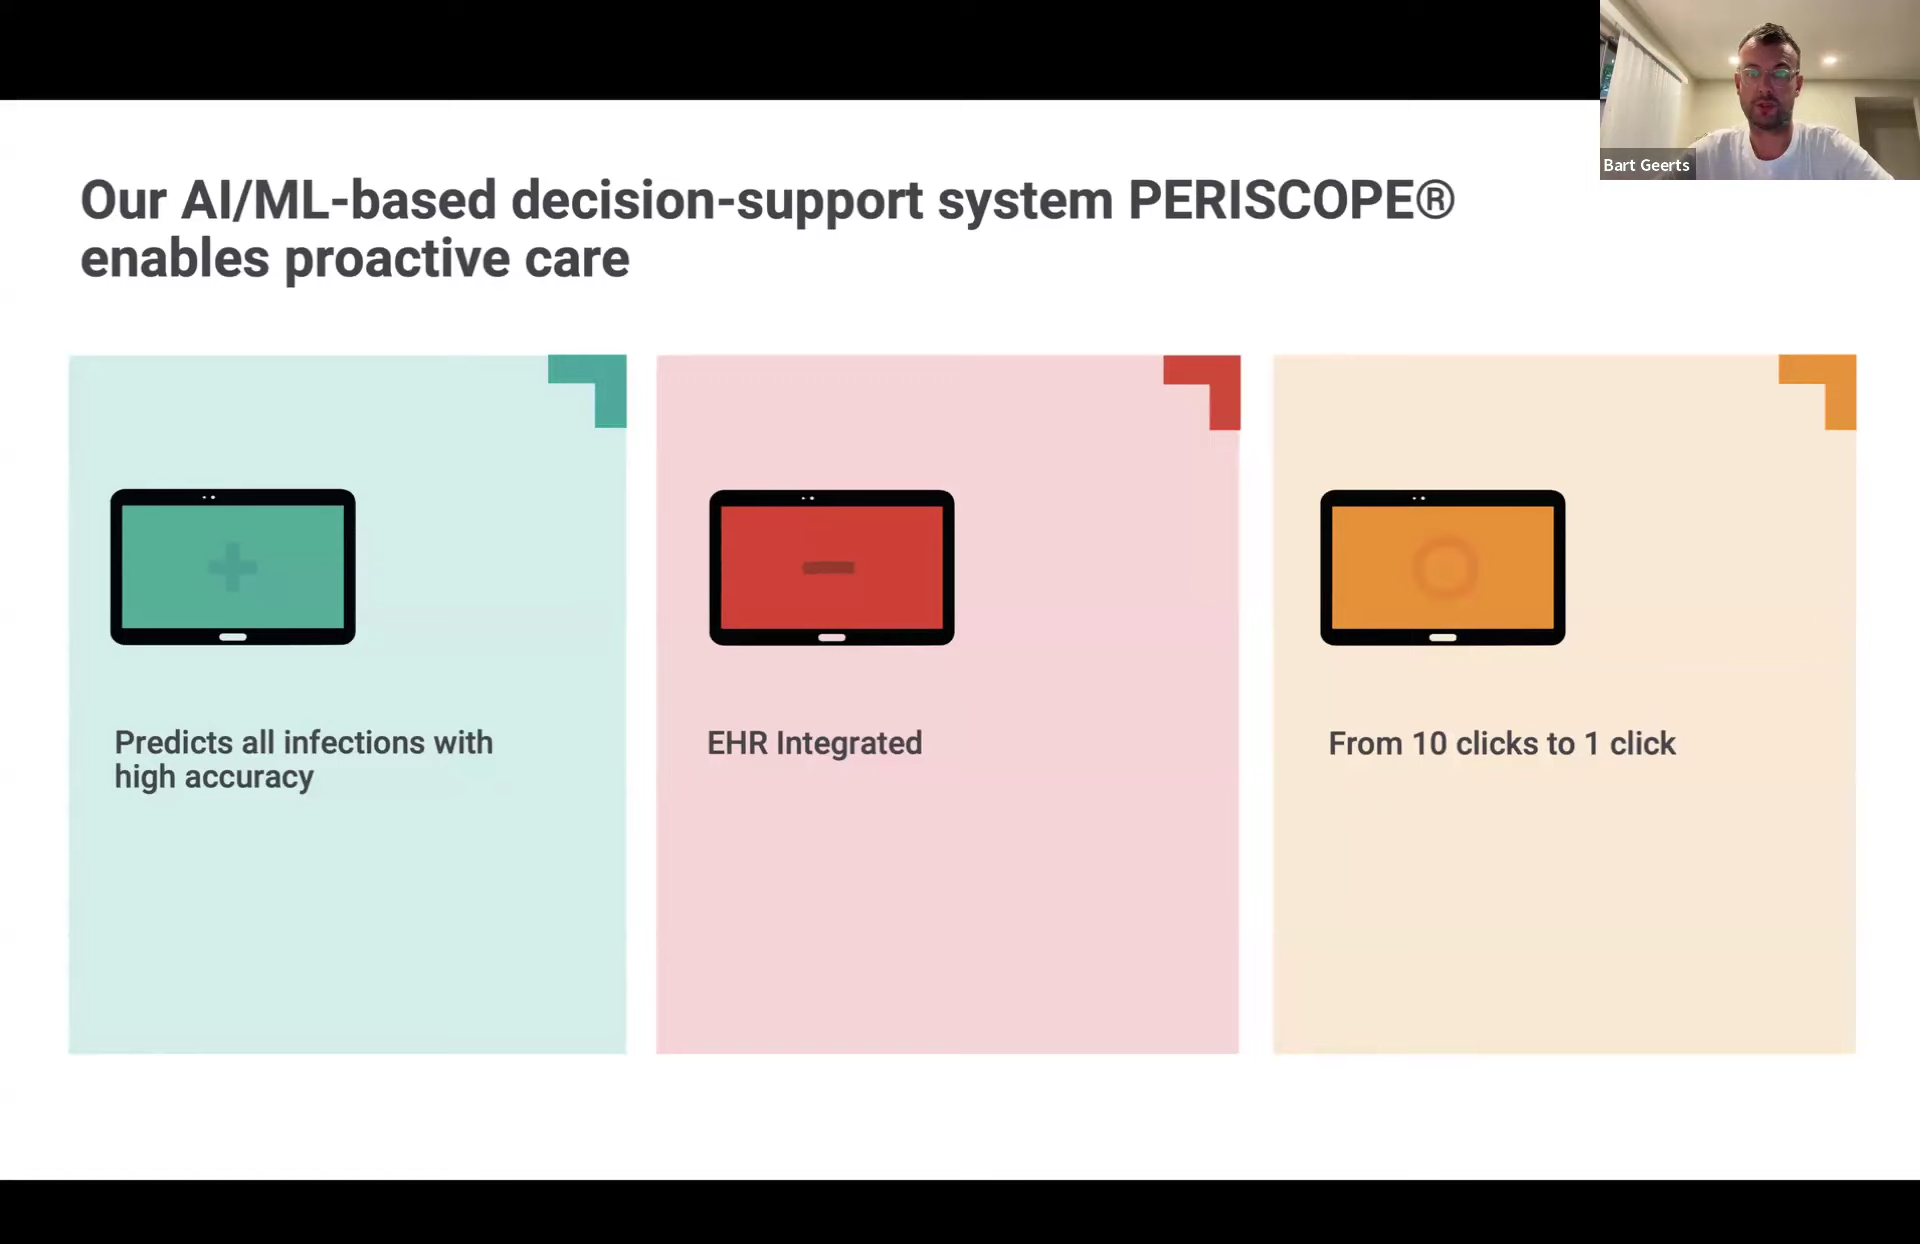 Bart Geerts
Our AI/ML-based decision-support system PERISCOPE®
enables proactive care
Predicts all infections with
high accuracy
EHR Integrated
From 10 clicks to 1 click